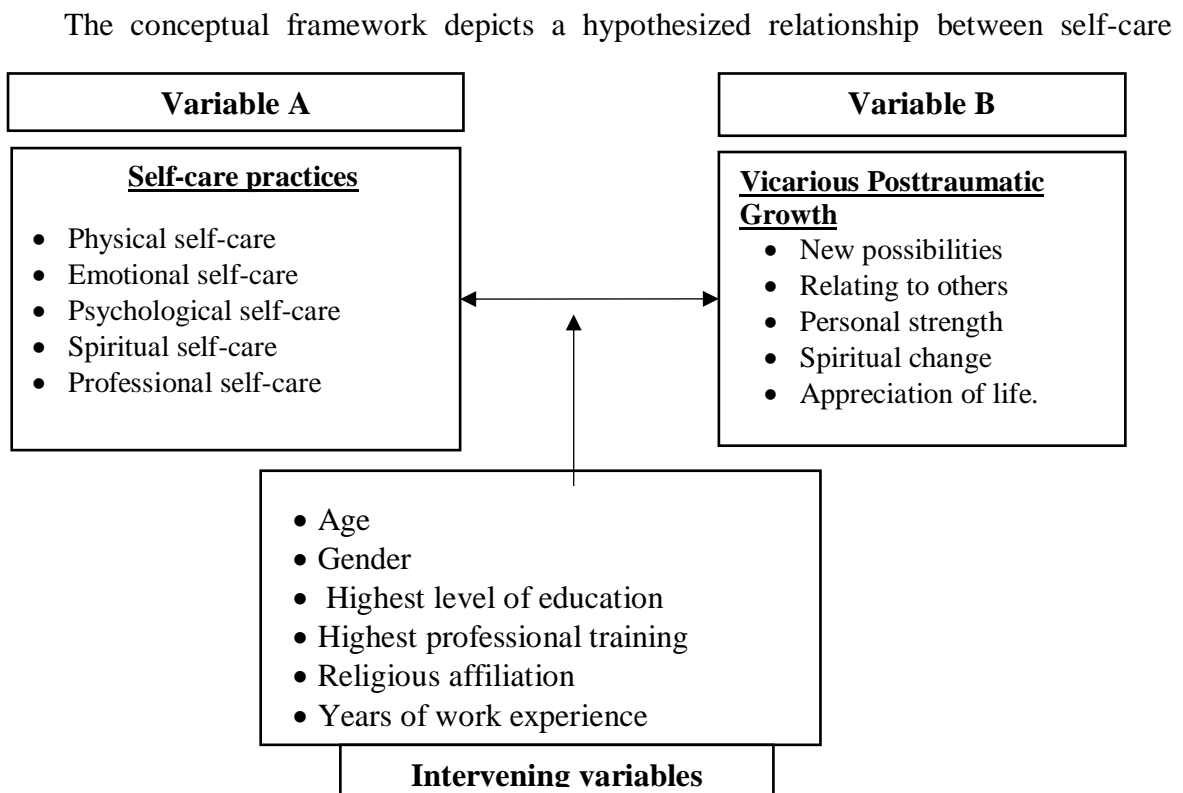 The conceptual framework depicts a hypothesized relationship between self-care
Variable A
Variable B
Self-care practices
• Physical self-care
• Emotional self-care
• Psychological self-care
• Spiritual self-care
• Professional self-care
Vicarious Posttraumatic
Growth
• New possibilities
• Relating to others
• Personal strength
• Spiritual change
• Appreciation of life.
• Age
• Gender
• Highest level of education
• Highest professional training
• Religious affiliation
• Years of work experience
Intervening variables